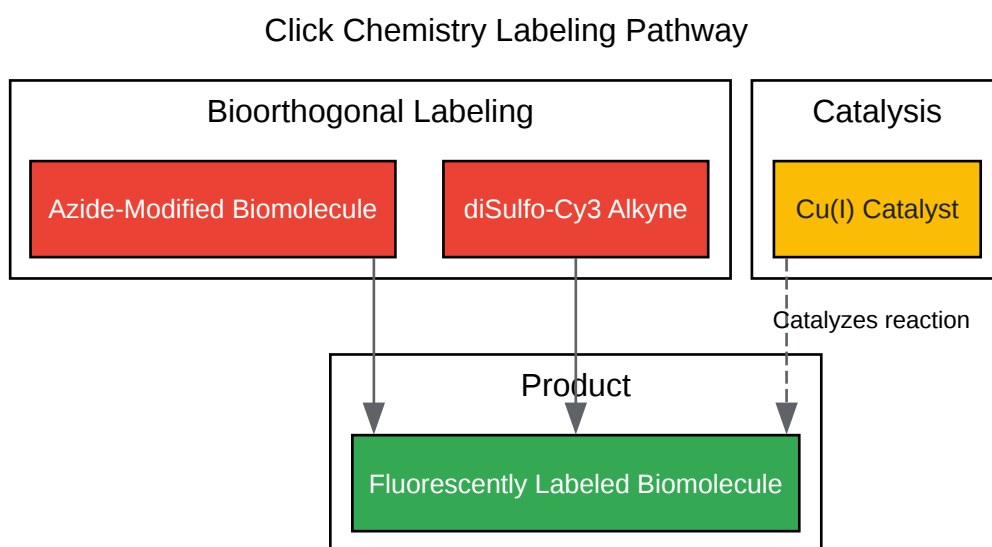 Click Chemistry Labeling Pathway
Bioorthogonal Labeling
Catalysis
Azide-Modified Biomolecule
diSulfo-Cy3 Alkyne
Cu(I) Catalyst
Catalyzes reaction
Product
Fluorescently Labeled Biomolecule